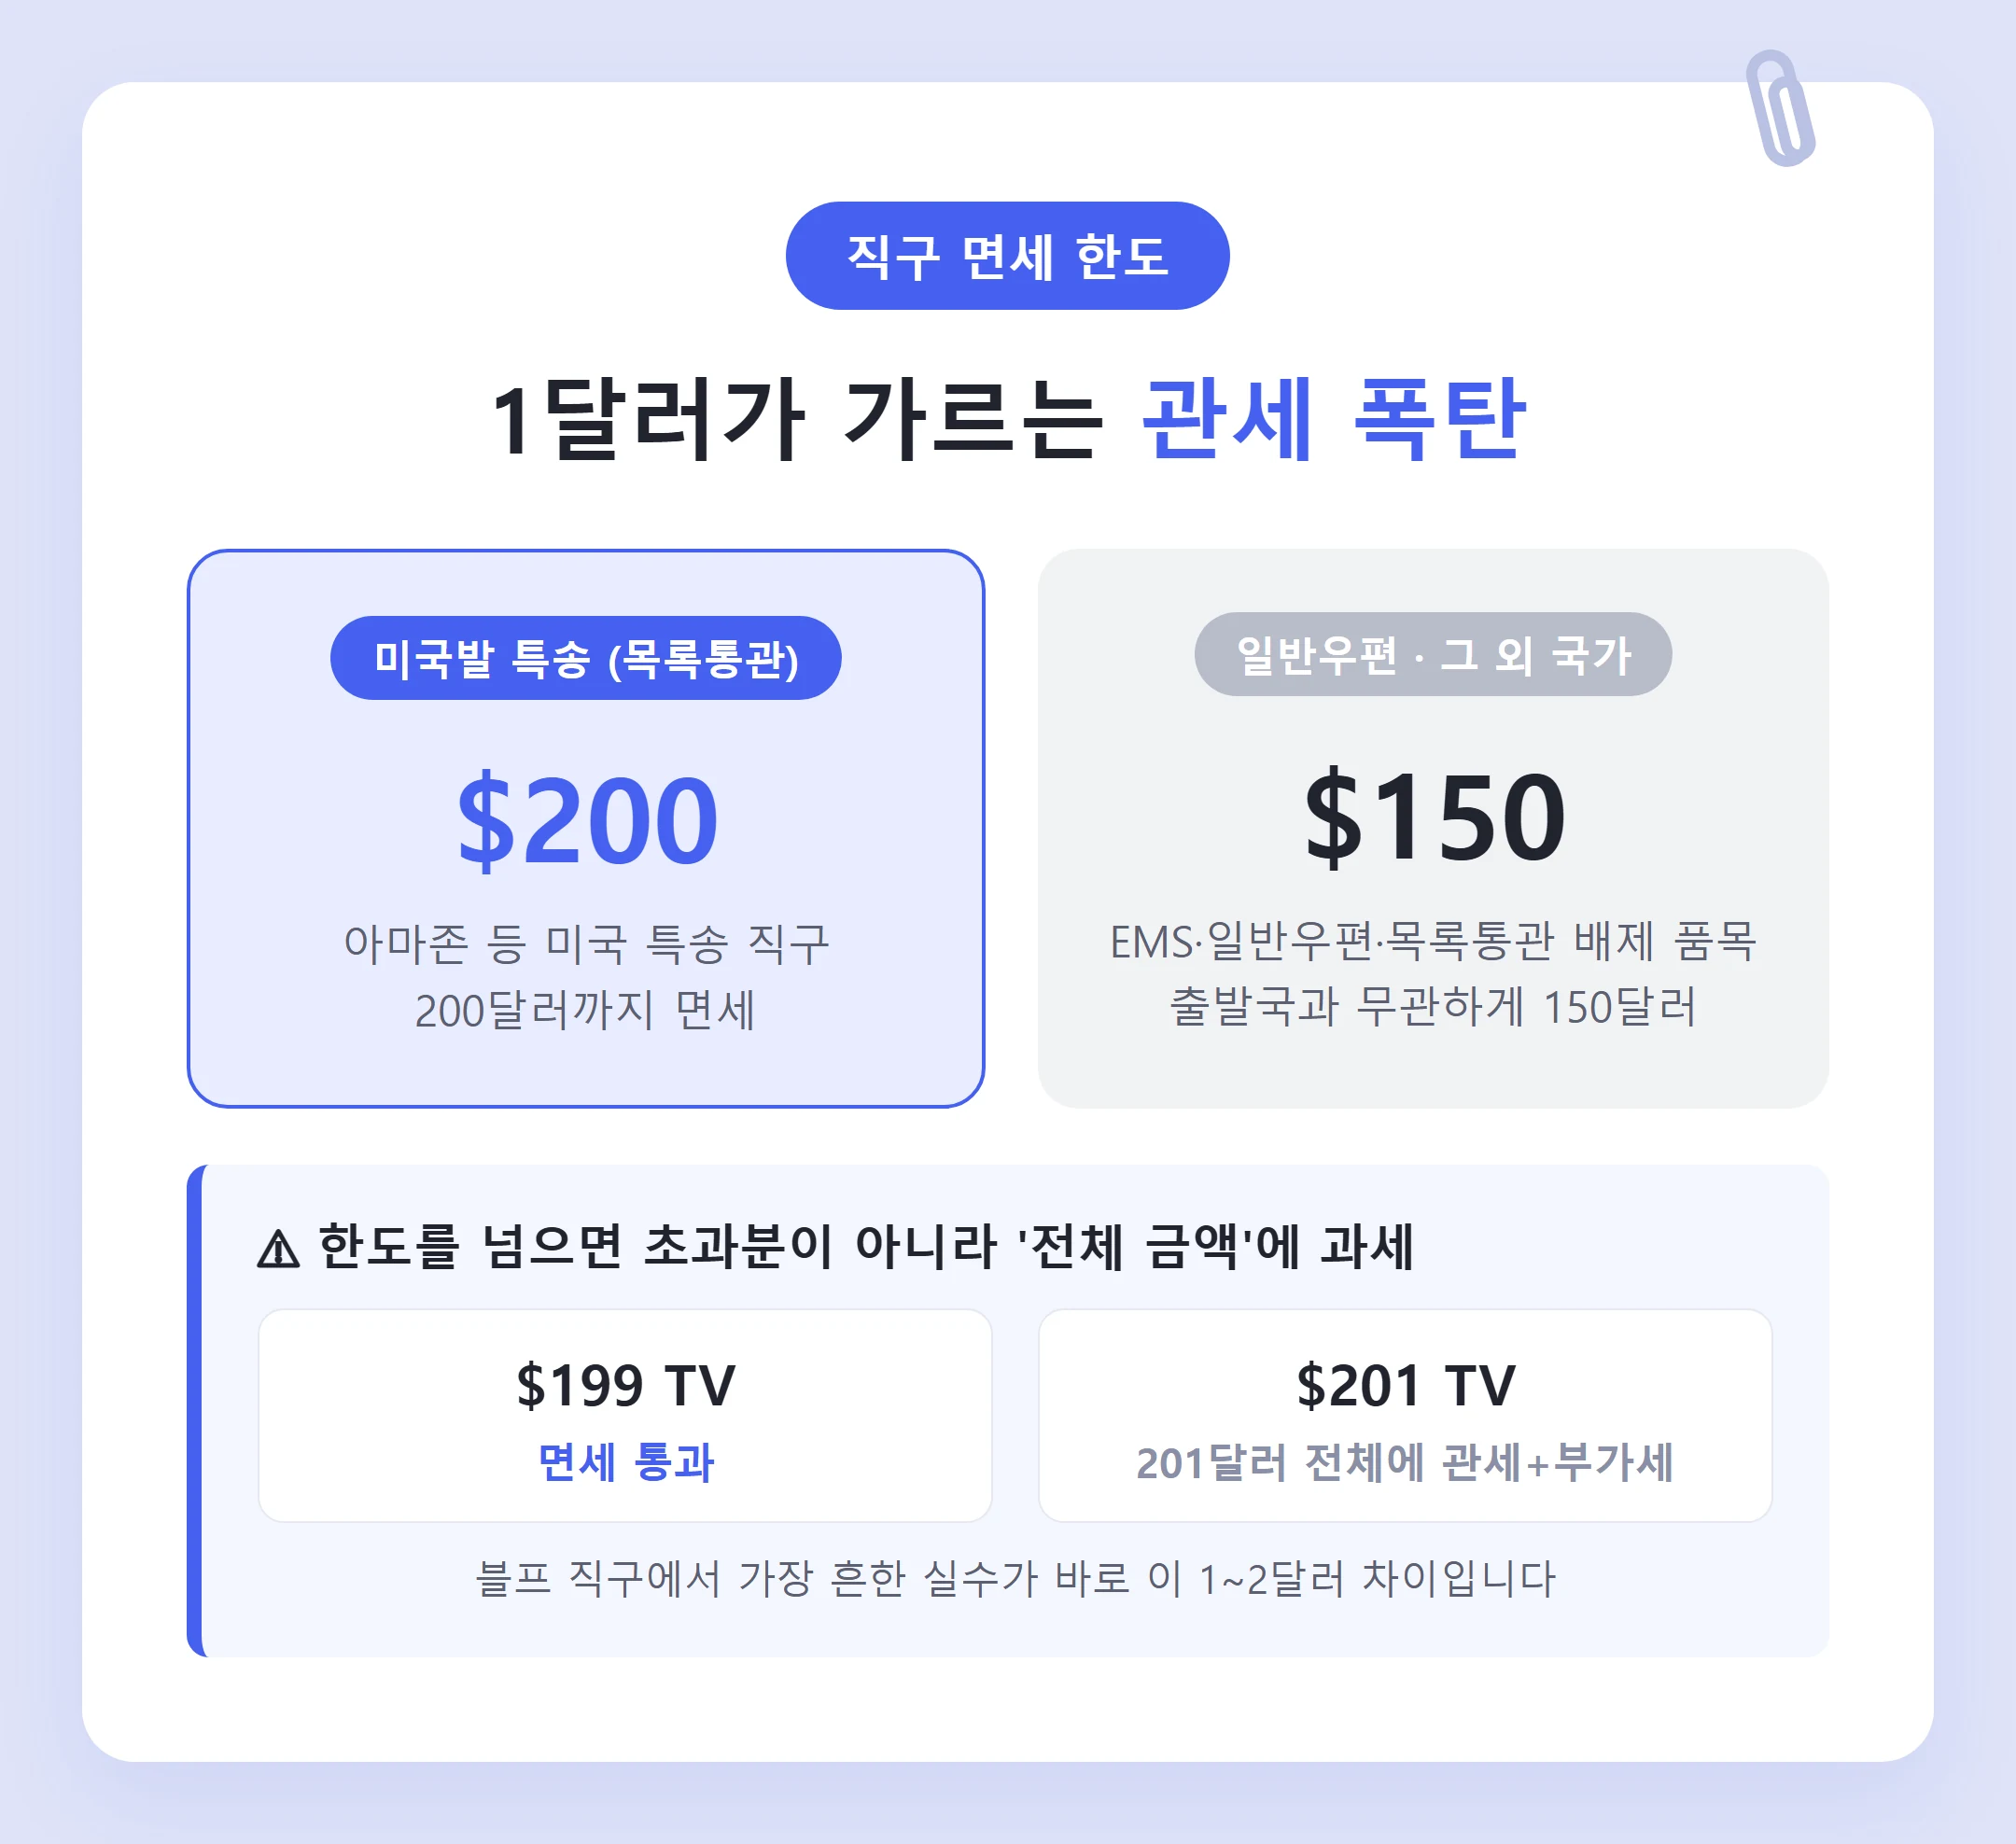 직구 면세 한도
1달러가 가르는 관세 폭탄
미국발 특송 (목록통관)
$200
아마존 등 미국 특송 직구
200달러까지 면세
일반우편 · 그 외 국가
$150
EMS·일반우편·목록통관 배제 품목
출발국과 무관하게 150달러
⚠ 한도를 넘으면 초과분이 아니라 '전체 금액'에 과세
$199 TV
면세 통과
$201 TV
201달러 전체에 관세+부가세
블프 직구에서 가장 흔한 실수가 바로 이 1~2달러 차이입니다